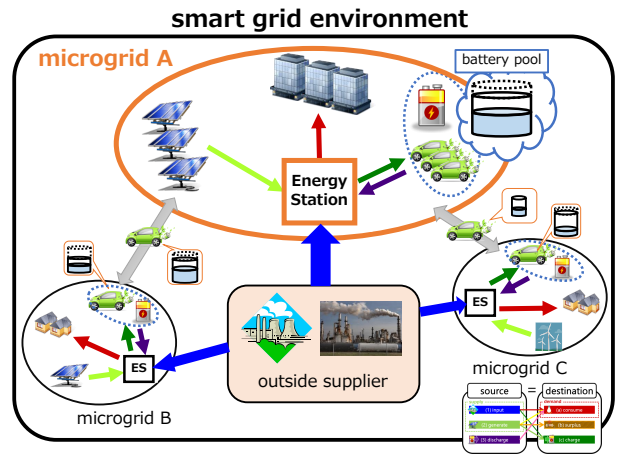 smart grid environment
microgrid A
battery pool
Energy
Station
ES
ES
outside supplier
microgrid B
microgrid C
source = destination
demand
(1) input
(a) consume
(2) generate
(b) surplus
(3) discharge
(c) charge